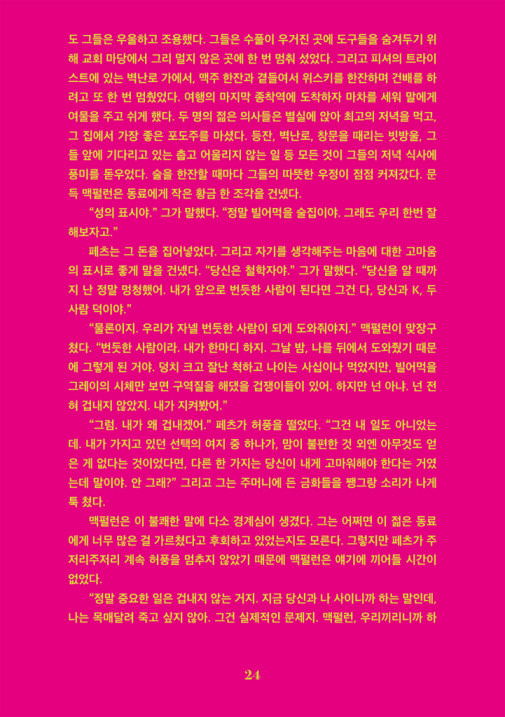 도 그들은 우울하고 조용했다. 그들은 수풀이 우거진 곳에 도구들을 숨겨두기 위
해 교회 마당에서 그리 멀지 않은 곳에 한 번 멈춰 섰었다. 그리고 피셔의 트라이
스트에 있는 벽난로 가에서, 맥주 한잔과 곁들여서 위스키를 한잔하며 건배를 하
려고 또 한 번 멈췄었다. 여행의 마지막 종착역에 도착하자 마차를 세워 말에게
여물을 주고 쉬게 했다. 두 명의 젊은 의사들은 별실에 앉아 최고의 저녁을 먹고,
그 집에서 가장 좋은 포도주를 마셨다. 등잔, 벽난로, 창문을 때리는 빗방울, 그
들 앞에 기다리고 있는 춥고 어울리지 않는 일 등 모든 것이 그들의 저녁 식사에
풍미를 돋우었다. 술을 한잔할 때마다 그들의 따뜻한 우정이 점점 커져갔다. 문
득 맥펄런은 동료에게 작은 황금 한 조각을 건넸다.
“성의 표시야.” 그가 말했다. “정말 빌어먹을 술집이야. 그래도 우리 한번 잘
해보자고.”
페츠는 그 돈을 집어넣었다. 그리고 자기를 생각해주는 마음에 대한 고마움
의 표시로 좋게 말을 건넸다. “당신은 철학자야.” 그가 말했다. “당신을 알 때까
지 난 정말 멍청했어. 내가 앞으로 번듯한 사람이 된다면 그건 다, 당신과 K, 두
사람 덕이야.”
“물론이지. 우리가 자넬 번듯한 사람이 되게 도와줘야지.” 맥펄런이 맞장구
쳤다. “번듯한 사람이라. 내가 한마디 하지. 그날 밤, 나를 뒤에서 도와줬기 때문
에 그렇게 된 거야. 덩치 크고 잘난 척하고 나이는 사십이나 먹었지만, 빌어먹을
그레이의 시체만 보면 구역질을 해댔을 겁쟁이들이 있어. 하지만 넌 아냐. 넌 전
혀 겁내지 않았지. 내가 지켜봤어.”
“그럼. 내가 왜 겁내겠어.” 페츠가 허풍을 떨었다. “그건 내 일도 아니었는
데. 내가 가지고 있던 선택의 여지 중 하나가, 맘이 불편한 것 외엔 아무것도 얻
은 게 없다는 것이었다면, 다른 한 가지는 당신이 내게 고마워해야 한다는 거였
는데 말이야. 안 그래?” 그리고 그는 주머니에 든 금화들을 쨍그랑 소리가 나게
툭 쳤다.
맥펄런은 이 불쾌한 말에 다소 경계심이 생겼다. 그는 어쩌면 이 젊은 동료
에게 너무 많은 걸 가르쳤다고 후회하고 있었는지도 모른다. 그렇지만 페츠가 주
저리주저리 계속 허풍을 멈추지 않았기 때문에 맥펄런은 얘기에 끼어들 시간이
없었다.
“정말 중요한 일은 겁내지 않는 거지. 지금 당신과 나 사이니까 하는 말인데,
나는 목매달려 죽고 싶지 않아. 그건 실제적인 문제지. 맥펄런, 우리끼리니까 하
24